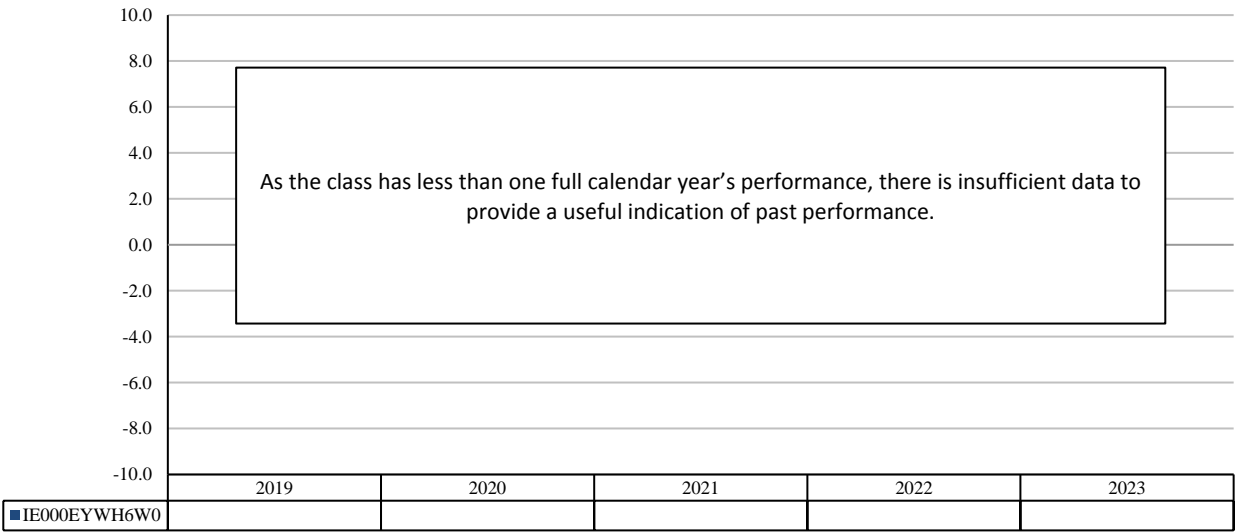 10.0
8.0
6.0
4.0
2.0
0.0
-2.0
-4.0
-6.0
-8.0
-10.0
As the class has less than one full calendar year’s performance, there is insufficient data to
provide a useful indication of past performance.
2019 2020 2021 2022 2023
IE000EYWH6W0